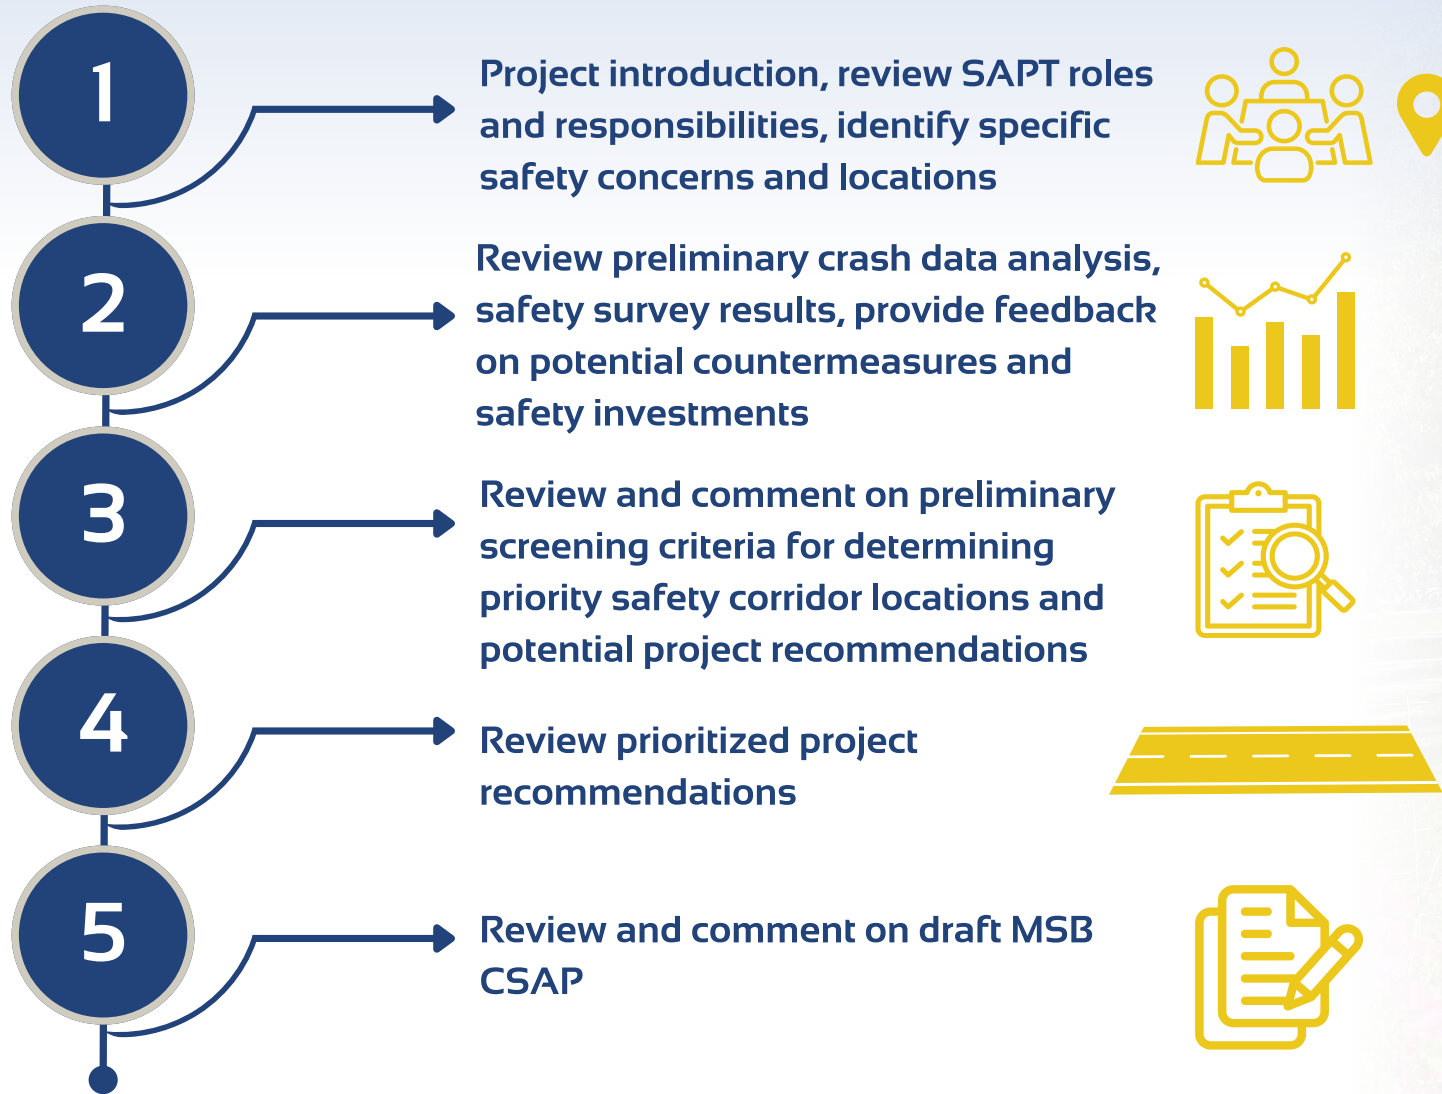 1
Project introduction, review SAPT roles
and responsibilities, identify specific
safety concerns and locations
2
Review preliminary crash data analysis,
safety survey results, provide feedback
on potential countermeasures and
safety investments
3
Review and comment on preliminary
screening criteria for determining
priority safety corridor locations and
potential project recommendations
4
Review prioritized project
recommendations
5
Review and comment on draft MSB
CSAP